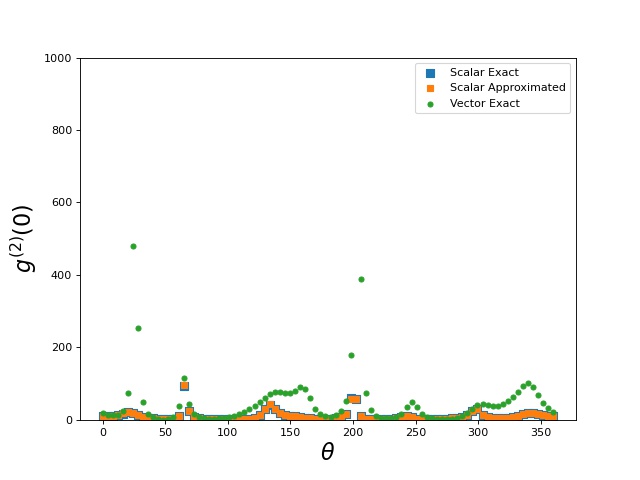 1000
800
600
400
200
0
g^{(2)}(0)
0 50 100 150 200 250 300 350
θ
Scalar Exact
Scalar Approximated
Vector Exact